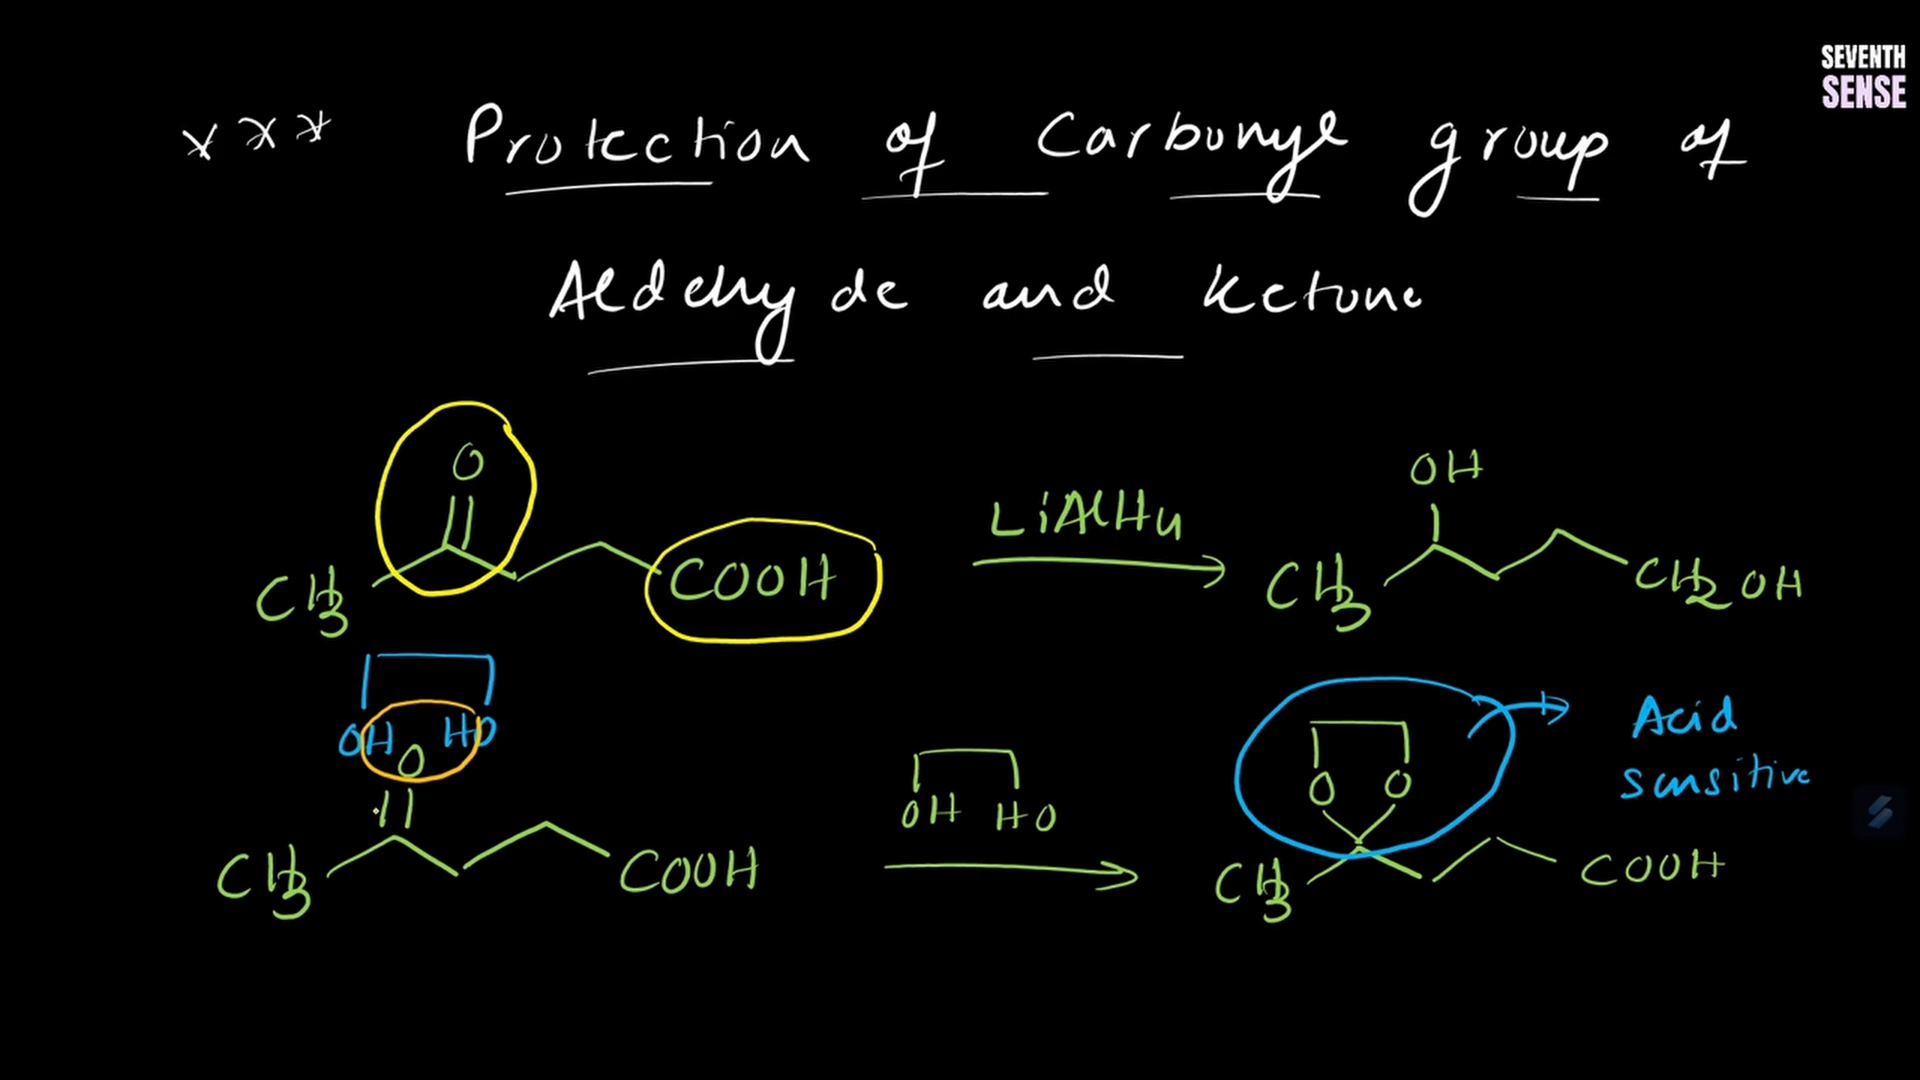 SEVENTH
SENSE
*** Protection of Carbonyl group of
Aldehyde and Ketone
O
CH3 COOH
LiAlH4
OH
CH3 CH2OH
OH HO
O
CH3 COOH
OH HO
O O
CH3 COOH
Acid
sensitive